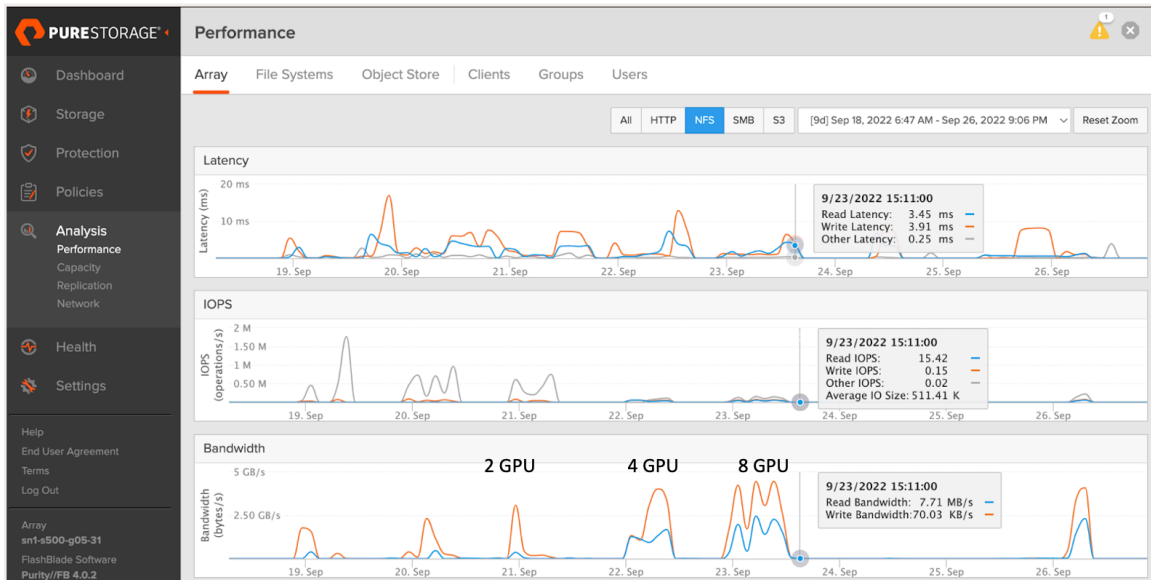 PURESTORAGE®
Dashboard
Storage
Protection
Policies
Analysis
Performance
Capacity
Replication
Network
Health
Settings
Help
End User Agreement
Terms
Log Out
Array
sn1-s500-g05-31
FlashBlade Software
Purity//FB 4.0.2
Performance
1
Array File Systems Object Store Clients Groups Users
All HTTP NFS SMB S3 [9d] Sep 18, 2022 6:47 AM - Sep 26, 2022 9:06 PM Reset Zoom
Latency
Latency (ms)
20 ms
10 ms
9/23/2022 15:11:00
Read Latency: 3.45 ms
Write Latency: 3.91 ms
Other Latency: 0.25 ms
19. Sep 20. Sep 21. Sep 22. Sep 23. Sep 24. Sep 25. Sep 26. Sep
IOPS
IOPS
(operations/s)
2 M
1.50 M
1 M
0.50 M
9/23/2022 15:11:00
Read IOPS: 15.42
Write IOPS: 0.15
Other IOPS: 0.02
Average IO Size: 511.41 K
19. Sep 20. Sep 21. Sep 22. Sep 23. Sep 24. Sep 25. Sep 26. Sep
Bandwidth
Bandwidth
(bytes/s)
5 GB/s
2.50 GB/s
2 GPU 4 GPU 8 GPU
9/23/2022 15:11:00
Read Bandwidth: 7.71 MB/s
Write Bandwidth: 70.03 KB/s
19. Sep 20. Sep 21. Sep 22. Sep 23. Sep 24. Sep 25. Sep 26. Sep